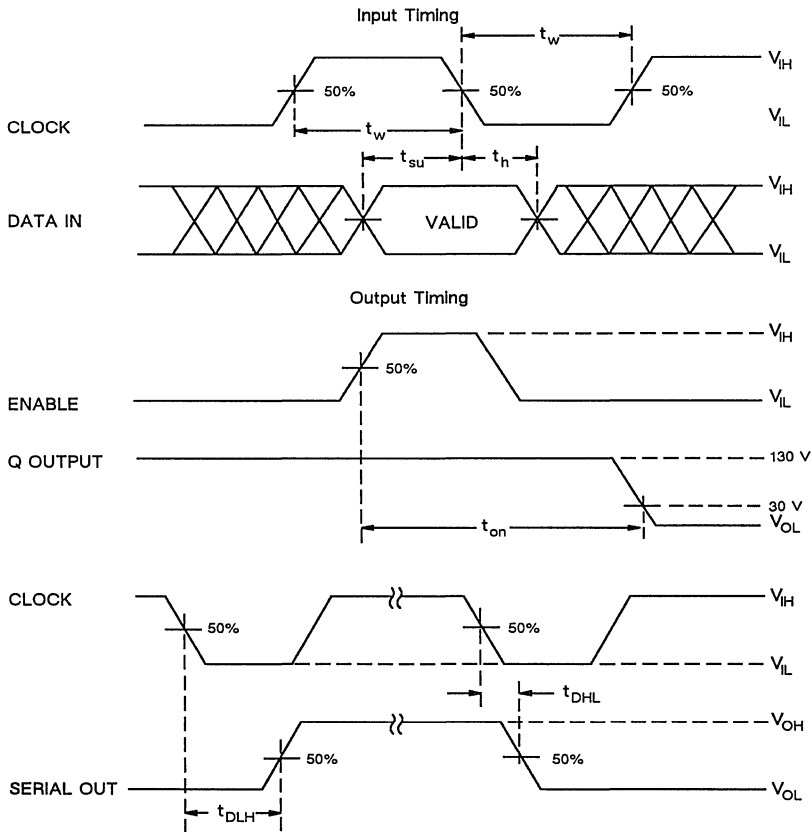 Input Timing
t_w
V_IH
50% 50% 50%
CLOCK
V_IL
t_w
t_su t_h
V_IH
DATA IN VALID
V_IL
Output Timing
V_IH
50%
ENABLE
V_IL
Q OUTPUT
130 V
30 V
t_on
V_OL
CLOCK
V_IH
50% 50%
V_IL
t_DHL
V_OH
50% 50%
SERIAL OUT
V_OL
t_DLH